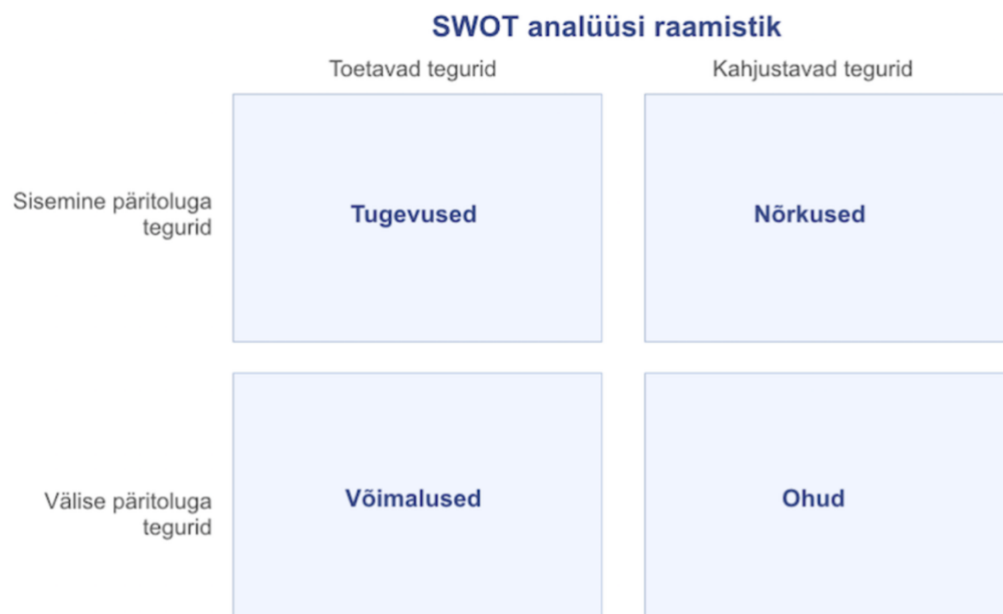 SWOT analüüsi raamistik
Toetavad tegurid
Kahjustavad tegurid
Sisemine päritoluga
tegurid
Tugevused
Nõrkused
Välise päritoluga
tegurid
Võimalused
Ohud